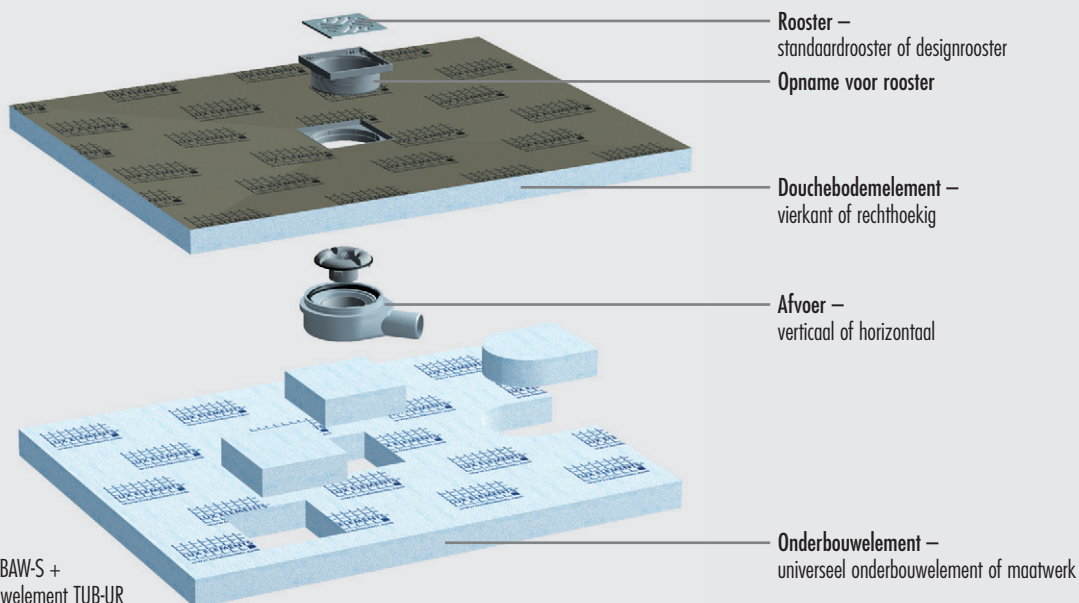 Rooster –
standaardrooster of designrooster
Opname voor rooster
Douchebodemelement –
vierkant of rechthoekig
Afvoer –
verticaal of horizontaal
Onderbouwelement –
universeel onderbouwelement of maatwerk
BAW-S +
welement TUB-UR